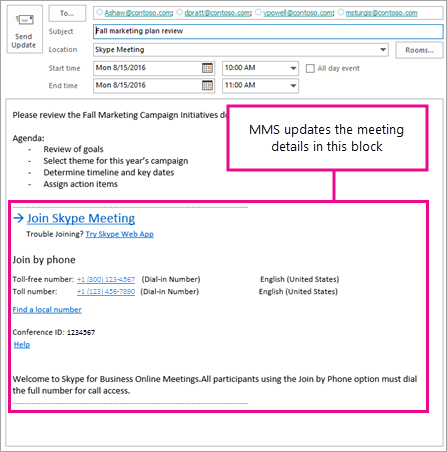 To... Ashaw@contoso.com; dpratt@contoso.com; vpowell@contoso.com; msturgis@contoso.com
Send
Update
Subject Fall marketing plan review
Location Skype Meeting Rooms...
Start time Mon 8/15/2016 10:00 AM All day event
End time Mon 8/15/2016 11:00 AM
Please review the Fall Marketing Campaign Initiatives
MMS updates the meeting
details in this block
Agenda:
- Review of goals
- Select theme for this year's campaign
- Determine timeline and key dates
- Assign action items
→ Join Skype Meeting
Trouble Joining? Try Skype Web App
Join by phone
Toll-free number: +1 (800) 123-4567 (Dial-in Number) English (United States)
Toll number: +1 (123) 456-7890 (Dial-in Number) English (United States)
Find a local number
Conference ID: 1234567
Help
Welcome to Skype for Business Online Meetings.All participants using the Join by Phone option must dial
the full number for call access.